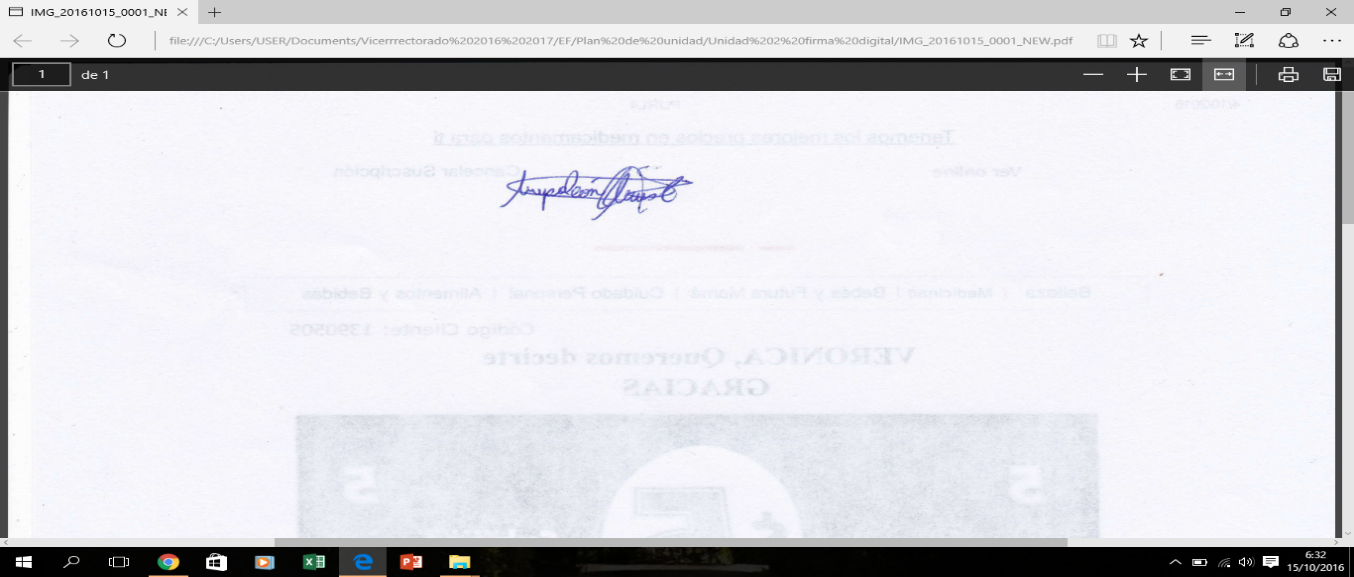 IMG_20161015_0001_NE
file:///C:/Users/USER/Documents/Vicerrrectorado%202016%202017/EF/Plan%20de%20unidad/Unidad%202%20firma%20digital/IMG_20161015_0001_NEW.pdf
1 de 1
Tenemos los mejores precios en medicamentos para ti
Ver online
Cancelar Suscripción
Belleza | Medicinas | Bebés y Futura Mamá | Cuidado Personal | Alimentos y Bebidas
Codigo Cliente: 1390505
VERONICA, Queremos decirte
GRACIAS
5 5
6:32
15/10/2016